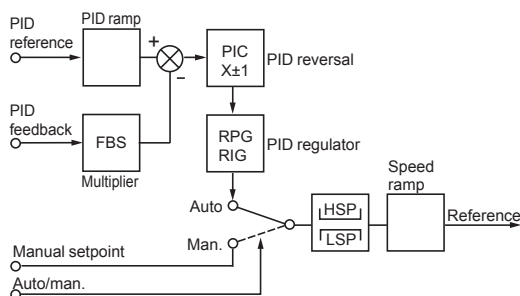 PID
reference
PID ramp
+
−
PIC
X±1
PID reversal
PID
feedback
FBS
Multiplier
RPG
RIG
PID regulator
Auto
Man.
HSP
LSP
Speed
ramp
Reference
Manual setpoint
Auto/man.